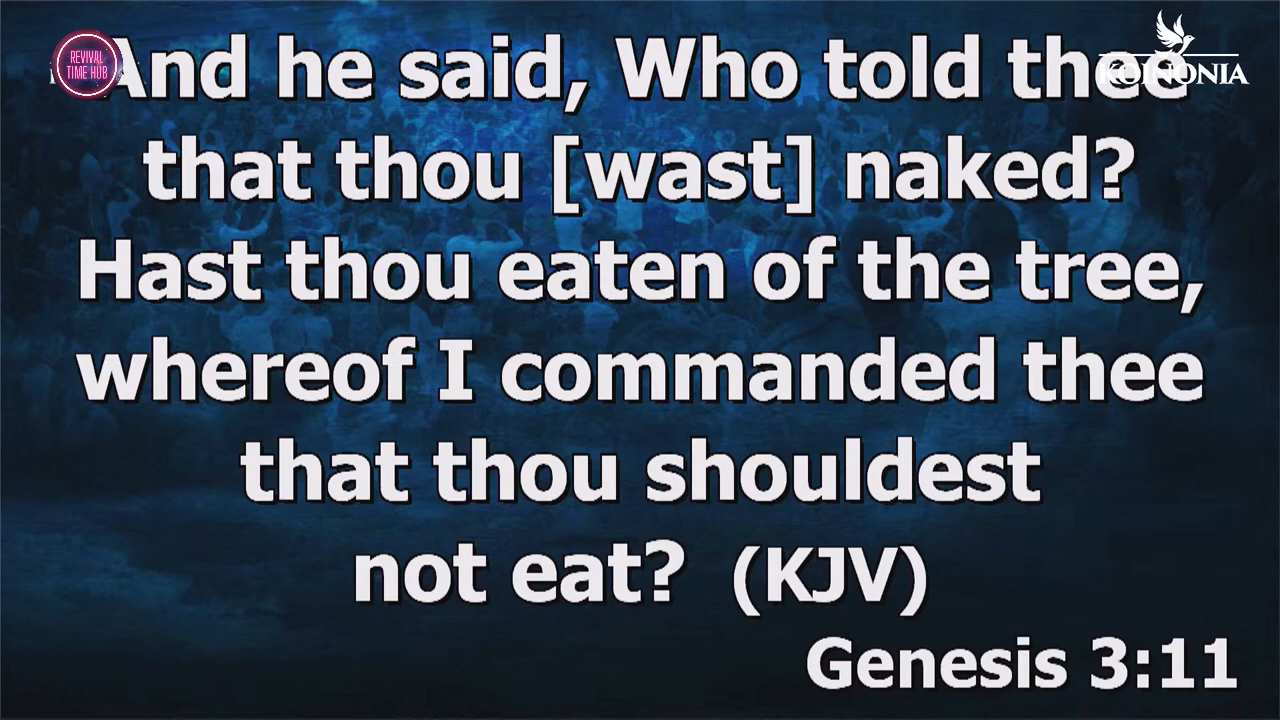 And he said, Who told thee
that thou [wast] naked?
Hast thou eaten of the tree,
whereof I commanded thee
that thou shouldest
not eat? (KJV)
Genesis 3:11
REVIVAL
TIME HUB
KOINONIA